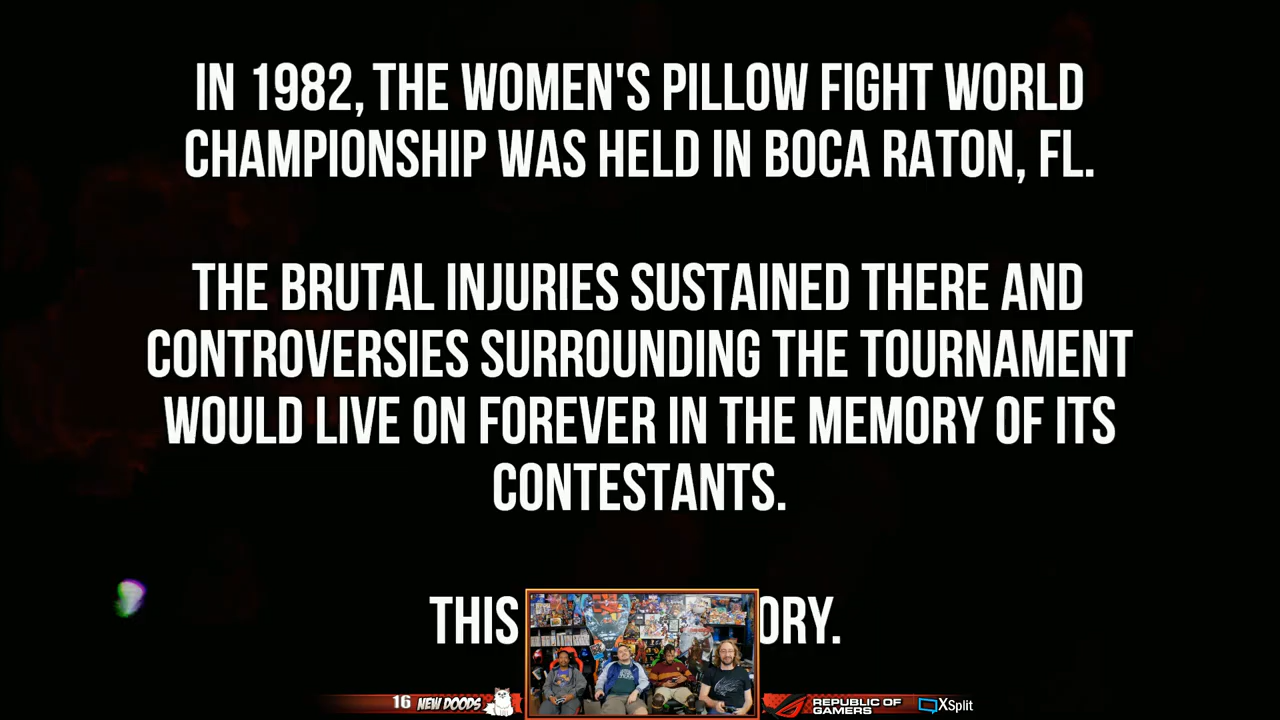 IN 1982, THE WOMEN'S PILLOW FIGHT WORLD
CHAMPIONSHIP WAS HELD IN BOCA RATON, FL.
THE BRUTAL INJURIES SUSTAINED THERE AND
CONTROVERSIES SURROUNDING THE TOURNAMENT
WOULD LIVE ON FOREVER IN THE MEMORY OF ITS
CONTESTANTS.
THIS ORY.
16 NEW DOODS
REPUBLIC OF
GAMERS
XSplit